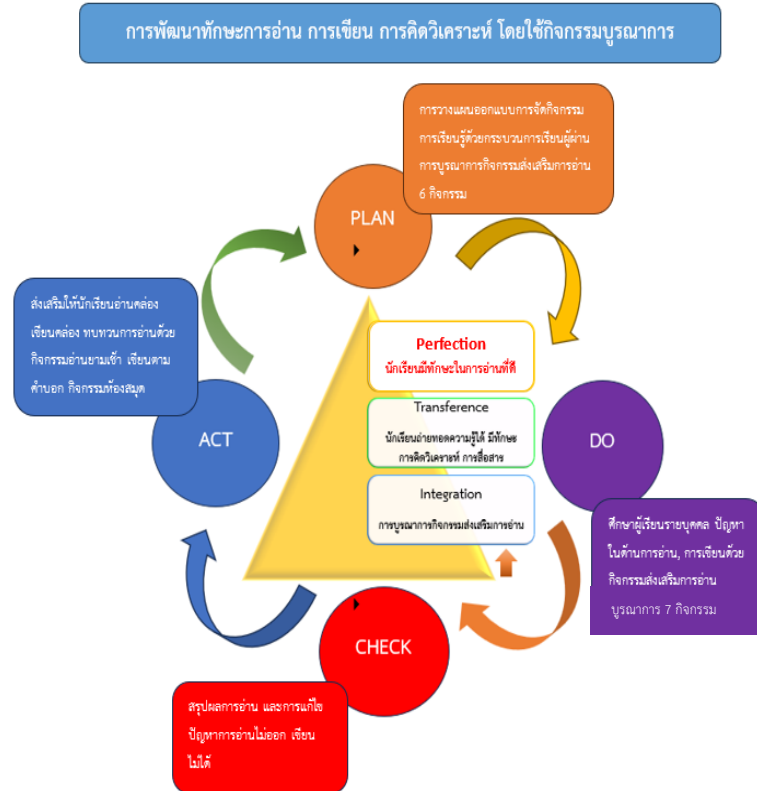 การพัฒนาทักษะการอ่าน การเขียน การคิดวิเคราะห์ โดยใช้กิจกรรมบูรณาการ
การวางแผนออกแบบการจัดกิจกรรม
การเรียนรู้ด้วยกระบวนการเรียนผู้ผ่าน
การบูรณาการกิจกรรมส่งเสริมการอ่าน
6 กิจกรรม
PLAN
ส่งเสริมให้นักเรียนอ่านคล่อง
เขียนคล่อง ทบทวนการอ่านด้วย
กิจกรรมอ่านยามเช้า เขียนตาม
คำบอก กิจกรรมห้องสมุด
ACT
Perfection
นักเรียนมีทักษะในการอ่านที่ดี
Transference
นักเรียนถ่ายทอดความรู้ได้ มีทักษะ
การคิดวิเคราะห์ การสื่อสาร
Integration
การบูรณาการกิจกรรมส่งเสริมการอ่าน
DO
ศึกษาผู้เรียนรายบุคคล ปัญหา
ในด้านการอ่าน, การเขียนด้วย
กิจกรรมส่งเสริมการอ่าน
บูรณาการ 7 กิจกรรม
CHECK
สรุปผลการอ่าน และการแก้ไข
ปัญหาการอ่านไม่ออก เขียน
ไม่ได้